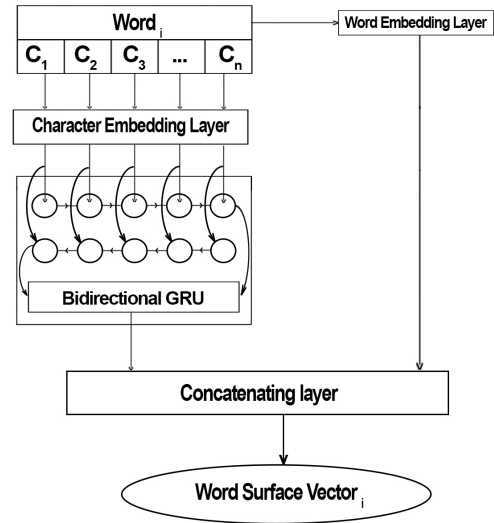 Word i
Word Embedding Layer
C1 C2 C3 ... Cn
Character Embedding Layer
Bidirectional GRU
Concatenating layer
Word Surface Vector i